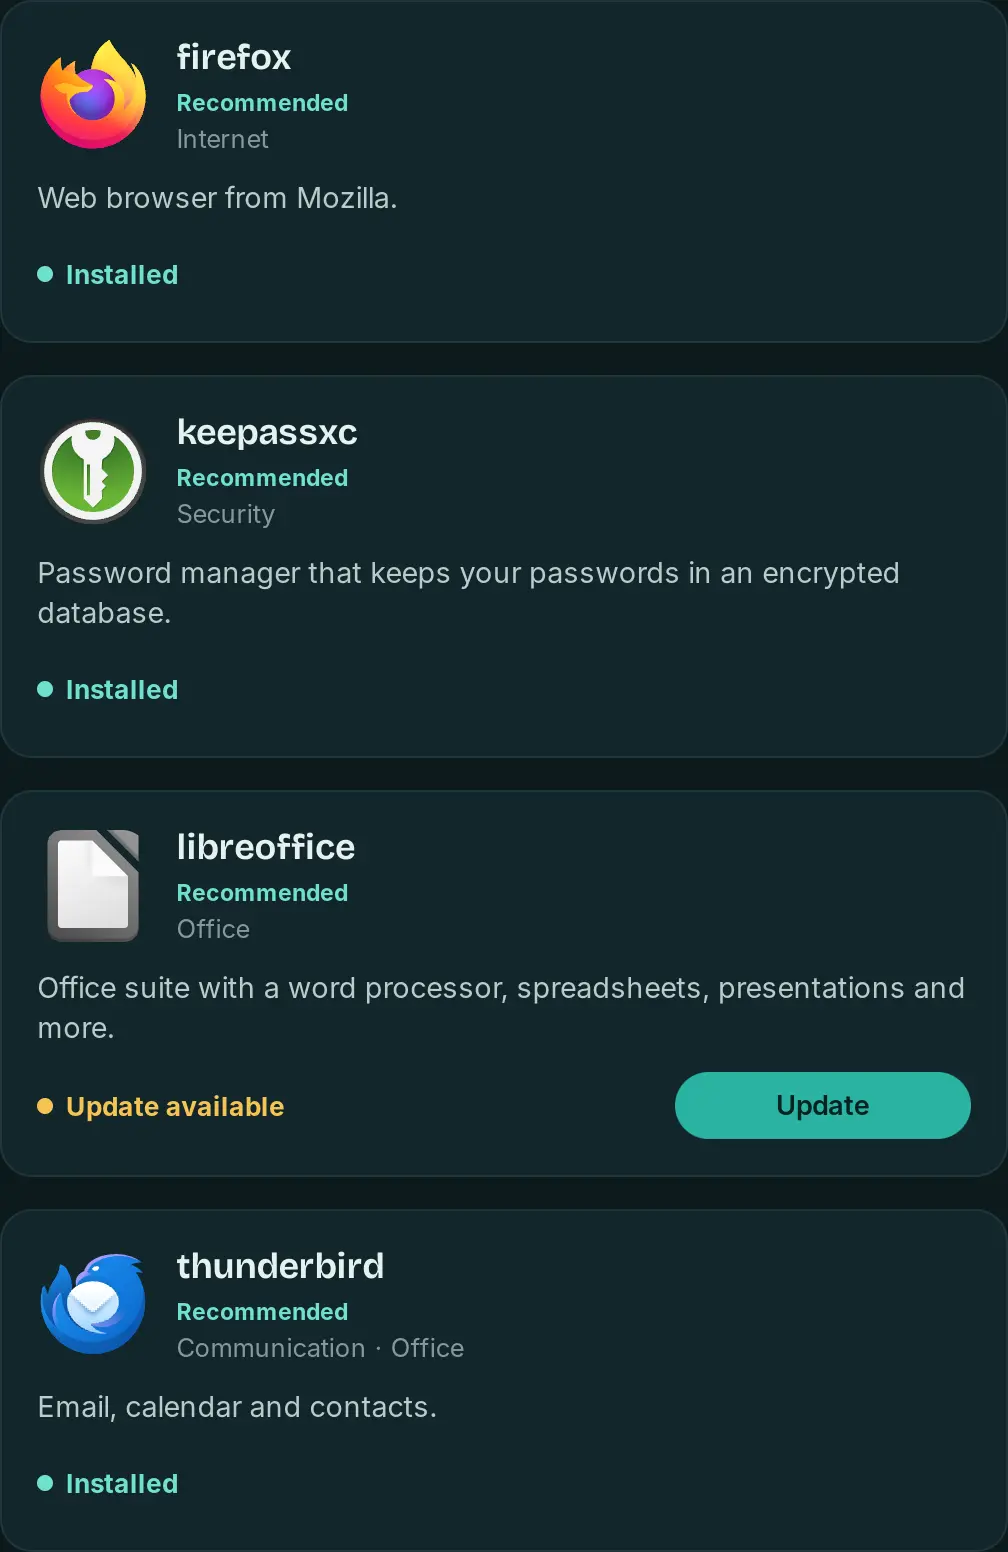 firefox
Recommended
Internet
Web browser from Mozilla.
Installed
keepassxc
Recommended
Security
Password manager that keeps your passwords in an encrypted
database.
Installed
libreoffice
Recommended
Office
Office suite with a word processor, spreadsheets, presentations and
more.
Update available
Update
thunderbird
Recommended
Communication · Office
Email, calendar and contacts.
Installed